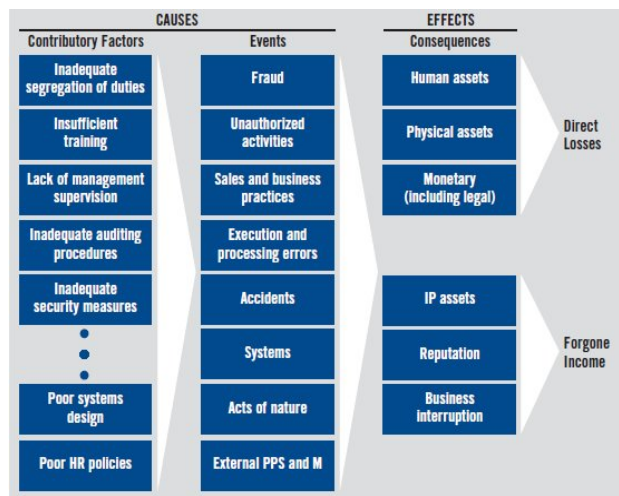 CAUSES
EFFECTS
Contributory Factors
Events
Consequences
Inadequate
segregation of duties
Insufficient
training
Lack of management
supervision
Inadequate auditing
procedures
Inadequate
security measures
Poor systems
design
Poor HR policies
Fraud
Unauthorized
activities
Sales and business
practices
Execution and
processing errors
Accidents
Systems
Acts of nature
External PPS and M
Human assets
Physical assets
Monetary
(including legal)
IP assets
Reputation
Business
interruption
Direct
Losses
Forgone
Income